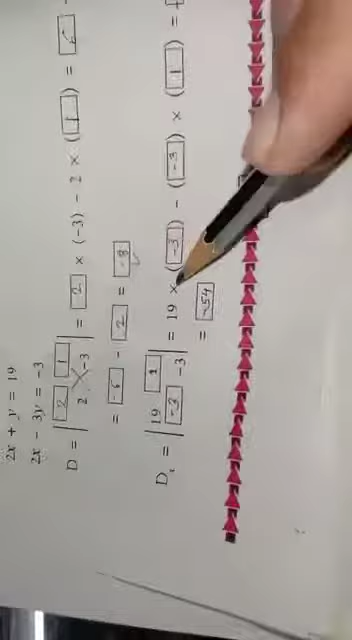 2x + y = 19
2x − 3y = −3
D = | 2 1 | = 2 × (-3) − 2 × ( 1 ) =
2 -3
= -6 − 2 = -8
Dx = | 19 1 | = 19 × ( -3 ) − ( -3 ) × ( 1 ) =
-3 -3
= -54